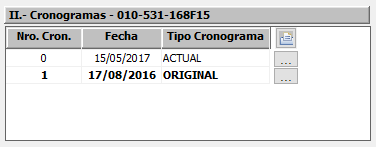 II.- Cronogramas - 010-531-168F15
Nro. Cron. Fecha Tipo Cronograma
0 15/05/2017 ACTUAL ...
1 17/08/2016 ORIGINAL ...